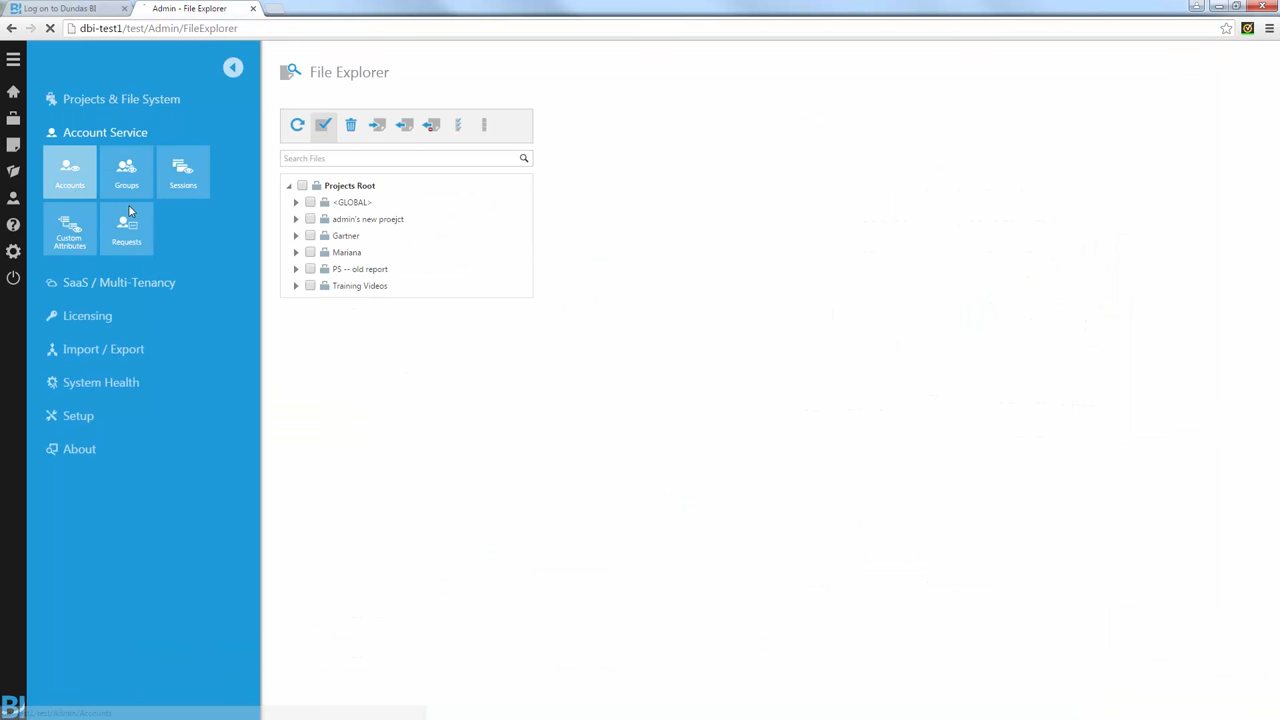 Log on to Dundas BI
Admin - File Explorer
dbi-test1/test/Admin/FileExplorer
File Explorer
Projects & File System
Account Service
Accounts
Groups
Sessions
Custom
Attributes
Requests
SaaS / Multi-Tenancy
Licensing
Import / Export
System Health
Setup
About
Search Files
Projects Root
<GLOBAL>
admin's new proejct
Gartner
Mariana
PS -- old report
Training Videos
BI